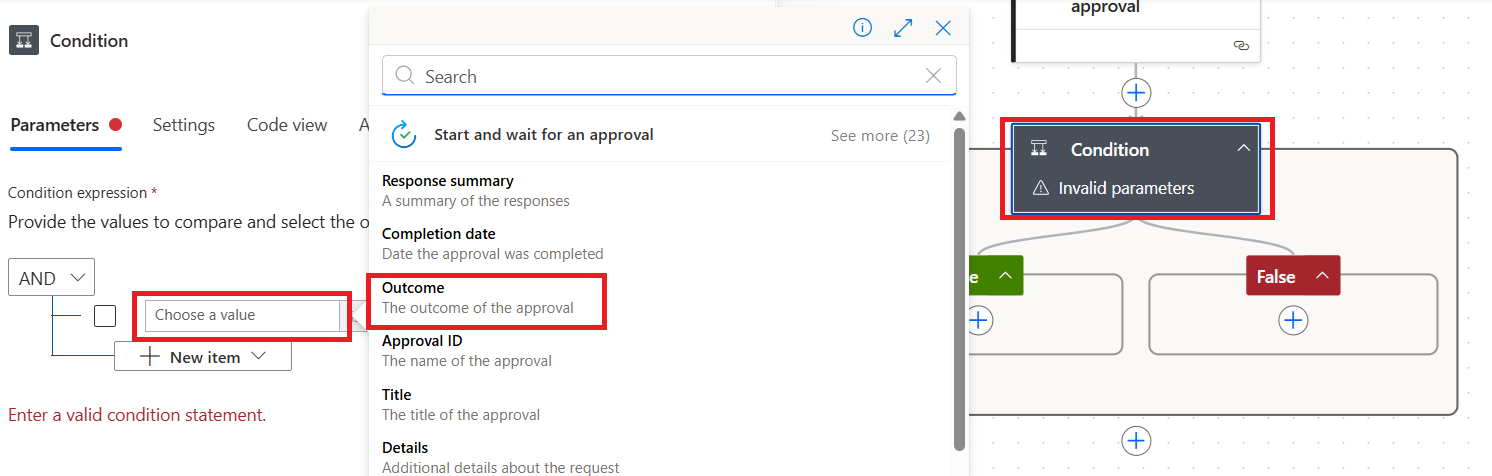 Condition
Parameters
Settings
Code view
A
Condition expression *
Provide the values to compare and select the o
AND
Choose a value
New item
Enter a valid condition statement.
Search
Start and wait for an approval
See more (23)
Response summary
A summary of the responses
Completion date
Date the approval was completed
Outcome
The outcome of the approval
Approval ID
The name of the approval
Title
The title of the approval
Details
Additional details about the request
approval
Condition
Invalid parameters
e
False